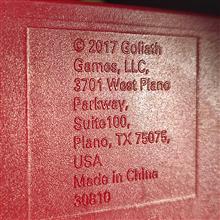 © 2017 Goliath
Games, LLC,
3701 West Plano
Parkway,
Suite100,
Plano, TX 75075,
USA
Made in China
30810